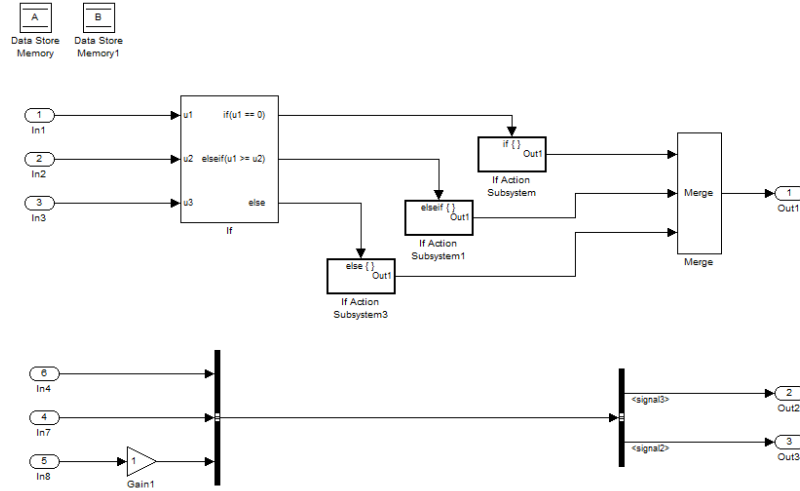 A
B
Data Store
Memory
Data Store
Memory1
1
In1
2
In2
3
In3
u1
if(u1 == 0)
u2
elseif(u1 >= u2)
u3
else
If
if { }
Out1
If Action
Subsystem
elseif { }
Out1
If Action
Subsystem1
else { }
Out1
If Action
Subsystem3
Merge
Merge
1
Out1
6
In4
4
In7
5
In8
1
Gain1
<signal3>
<signal2>
2
Out2
3
Out3